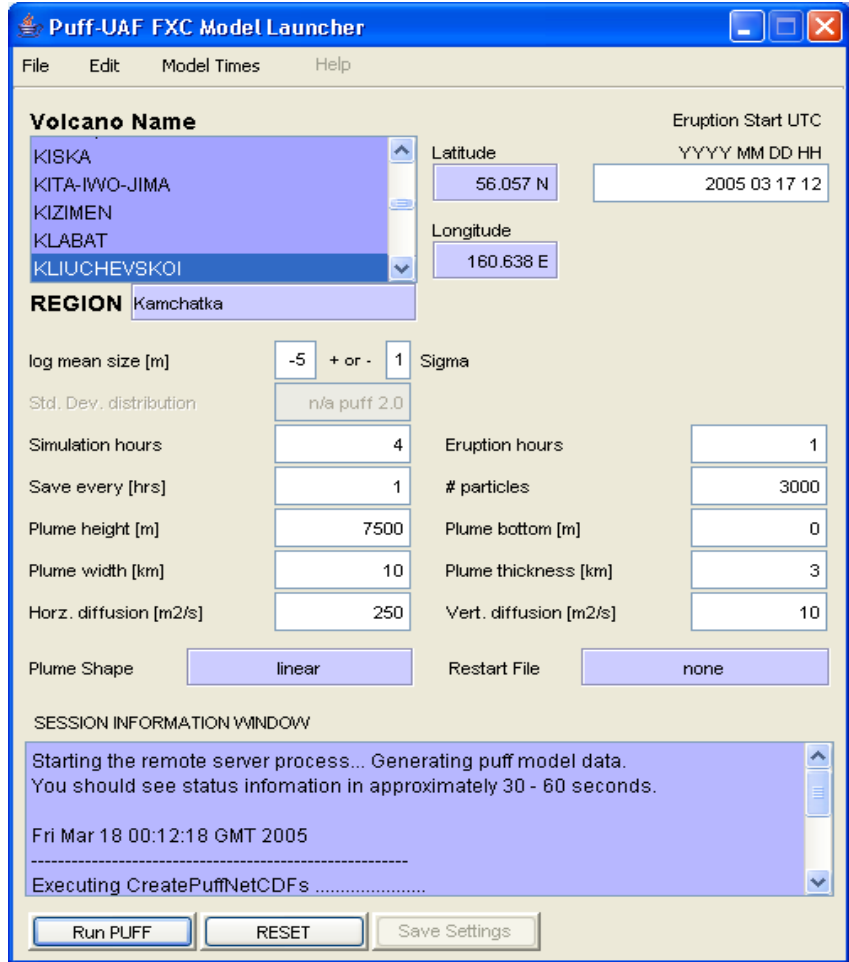 Puff-UAF FXC Model Launcher
File Edit Model Times Help
Volcano Name
Eruption Start UTC
KISKA
KITA-IWO-JIMA
KIZIMEN
KLABAT
KLIUCHEVSKOI
Latitude
YYYY MM DD HH
56.057 N
2005 03 17 12
Longitude
160.638 E
REGION Kamchatka
log mean size [m] -5 + or - 1 Sigma
Std. Dev. distribution n/a puff 2.0
Simulation hours 4 Eruption hours 1
Save every [hrs] 1 # particles 3000
Plume height [m] 7500 Plume bottom [m] 0
Plume width [km] 10 Plume thickness [km] 3
Horz. diffusion [m2/s] 250 Vert. diffusion [m2/s] 10
Plume Shape linear Restart File none
SESSION INFORMATION WINDOW
Starting the remote server process... Generating puff model data.
You should see status infomation in approximately 30 - 60 seconds.
Fri Mar 18 00:12:18 GMT 2005
--------------------------------------------------------
Executing CreatePuffNetCDFs ......................
Run PUFF RESET Save Settings